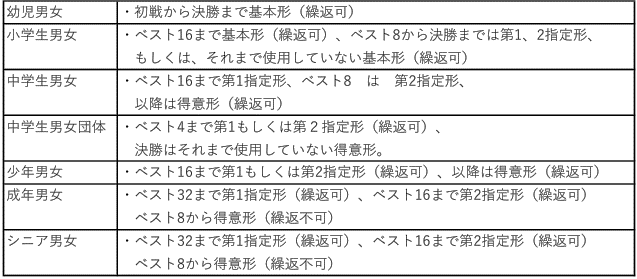 幼児男女 ・初戦から決勝まで基本形（繰返可）
小学生男女 ・ベスト16まで基本形（繰返可）、ベスト8から決勝までは第1、2指定形、
もしくは、それまで使用していない基本形（繰返可）
中学生男女 ・ベスト16まで第1指定形、ベスト8　は　第2指定形、
以降は得意形（繰返可）
中学生男女団体 ・ベスト4まで第1もしくは第２指定形（繰返可）、
決勝はそれまで使用していない得意形。
少年男女 ・ベスト16まで第1もしくは第2指定形（繰返可）、以降は得意形（繰返可）
成年男女 ・ベスト32まで第1指定形（繰返可）、ベスト16まで第2指定形（繰返可）
ベスト8から得意形（繰返不可）
シニア男女 ・ベスト32まで第1指定形（繰返可）、ベスト16まで第2指定形（繰返可）
ベスト8から得意形（繰返不可）